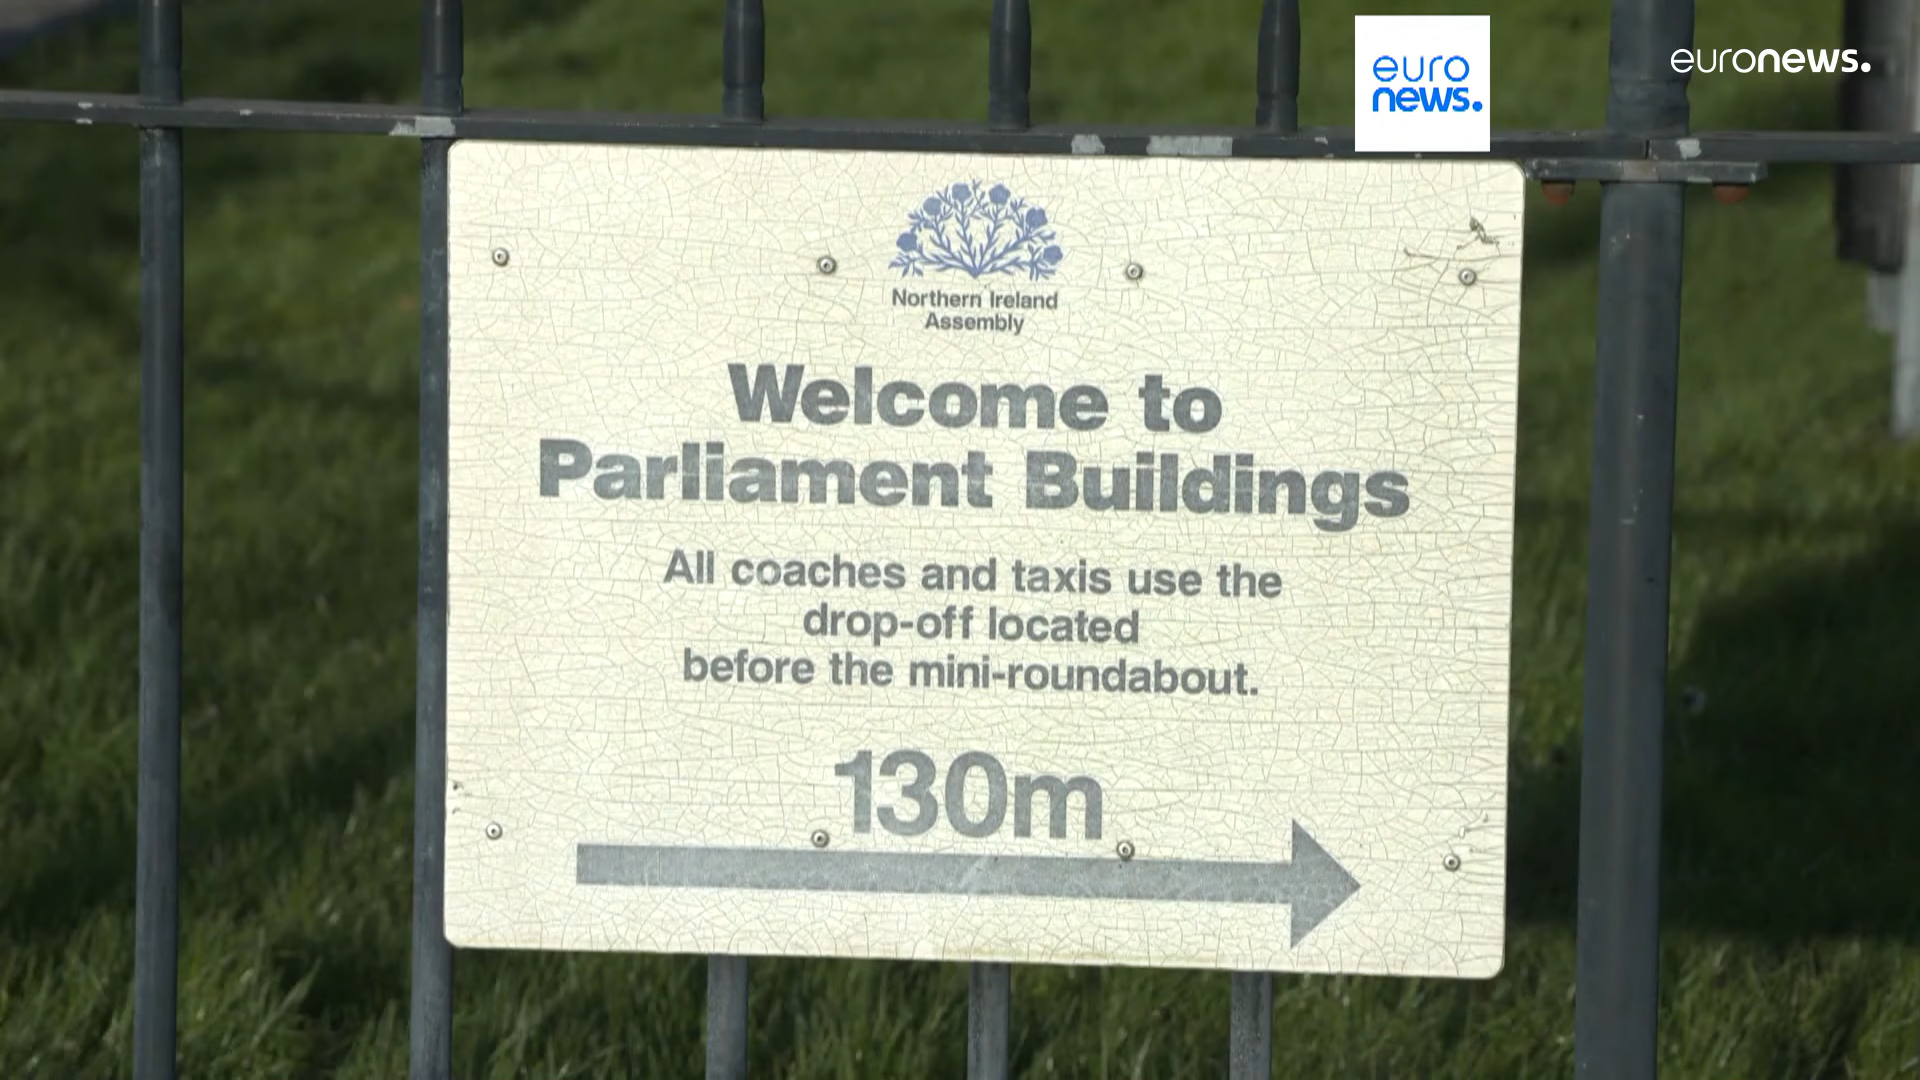 euro
news.
euronews.
Northern Ireland
Assembly
Welcome to
Parliament Buildings
All coaches and taxis use the
drop-off located
before the mini-roundabout.
130m